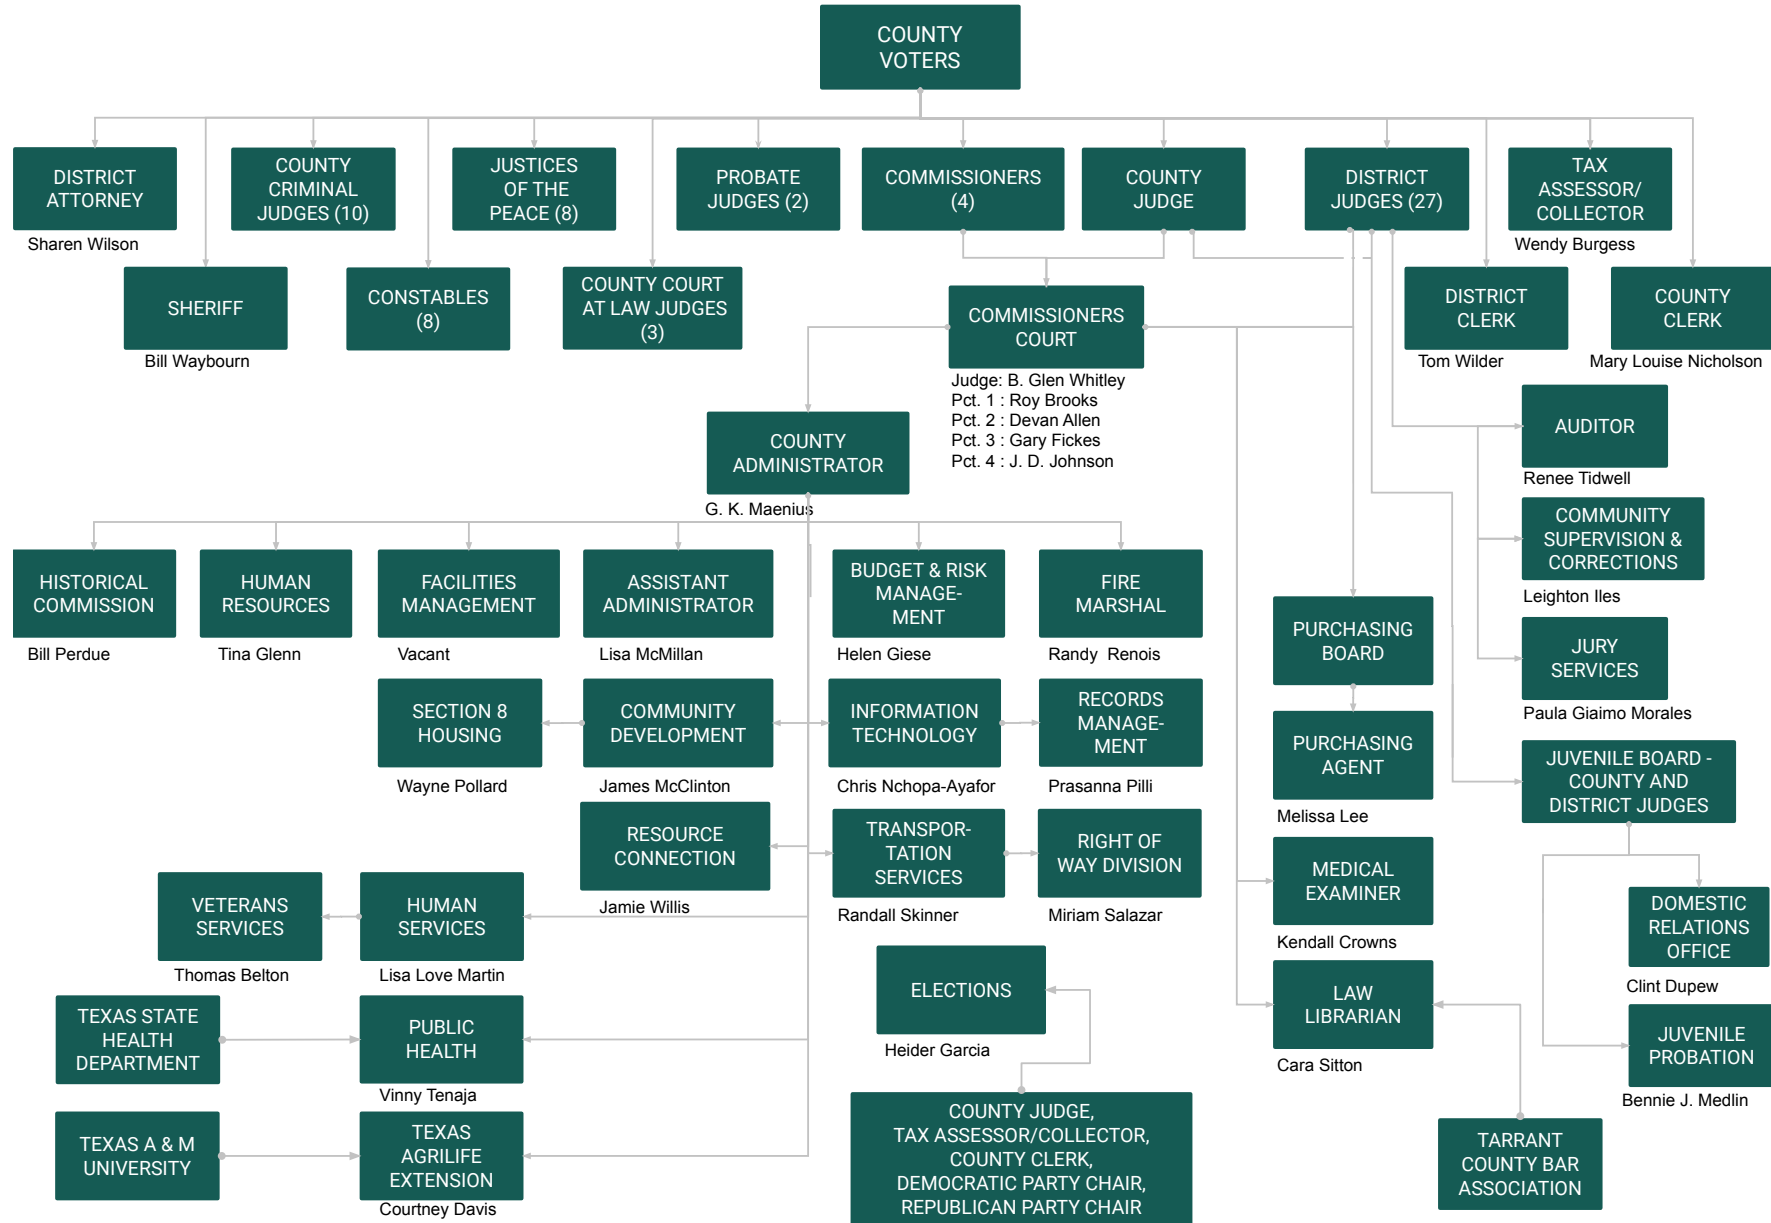 COUNTY
VOTERS
DISTRICT
ATTORNEY
Sharen Wilson
COUNTY
CRIMINAL
JUDGES (10)
JUSTICES
OF THE
PEACE (8)
PROBATE
JUDGES (2)
COMMISSIONERS
(4)
COUNTY
JUDGE
DISTRICT
JUDGES (27)
TAX
ASSESSOR/
COLLECTOR
Wendy Burgess
SHERIFF
Bill Waybourn
CONSTABLES
(8)
COUNTY COURT
AT LAW JUDGES
(3)
COMMISSIONERS
COURT
Judge: B. Glen Whitley
Pct. 1 : Roy Brooks
Pct. 2 : Devan Allen
Pct. 3 : Gary Fickes
Pct. 4 : J. D. Johnson
DISTRICT
CLERK
Tom Wilder
COUNTY
CLERK
Mary Louise Nicholson
COUNTY
ADMINISTRATOR
G. K. Maenius
AUDITOR
Renee Tidwell
COMMUNITY
SUPERVISION &
CORRECTIONS
Leighton Iles
HISTORICAL
COMMISSION
Bill Perdue
HUMAN
RESOURCES
Tina Glenn
FACILITIES
MANAGEMENT
Vacant
ASSISTANT
ADMINISTRATOR
Lisa McMillan
BUDGET & RISK
MANAGE-
MENT
Helen Giese
FIRE
MARSHAL
Randy Renois
PURCHASING
BOARD
JURY
SERVICES
Paula Giaimo Morales
SECTION 8
HOUSING
Wayne Pollard
COMMUNITY
DEVELOPMENT
James McClinton
INFORMATION
TECHNOLOGY
Chris Nchopa-Ayafor
RECORDS
MANAGE-
MENT
Prasanna Pilli
PURCHASING
AGENT
Melissa Lee
JUVENILE BOARD -
COUNTY AND
DISTRICT JUDGES
RESOURCE
CONNECTION
Jamie Willis
TRANSPOR-
TATION
SERVICES
Randall Skinner
RIGHT OF
WAY DIVISION
Miriam Salazar
MEDICAL
EXAMINER
Kendall Crowns
VETERANS
SERVICES
Thomas Belton
HUMAN
SERVICES
Lisa Love Martin
DOMESTIC
RELATIONS
OFFICE
Clint Dupew
ELECTIONS
Heider Garcia
LAW
LIBRARIAN
Cara Sitton
TEXAS STATE
HEALTH
DEPARTMENT
PUBLIC
HEALTH
Vinny Tenaja
JUVENILE
PROBATION
Bennie J. Medlin
TEXAS A & M
UNIVERSITY
TEXAS
AGRILIFE
EXTENSION
Courtney Davis
COUNTY JUDGE,
TAX ASSESSOR/COLLECTOR,
COUNTY CLERK,
DEMOCRATIC PARTY CHAIR,
REPUBLICAN PARTY CHAIR
TARRANT
COUNTY BAR
ASSOCIATION